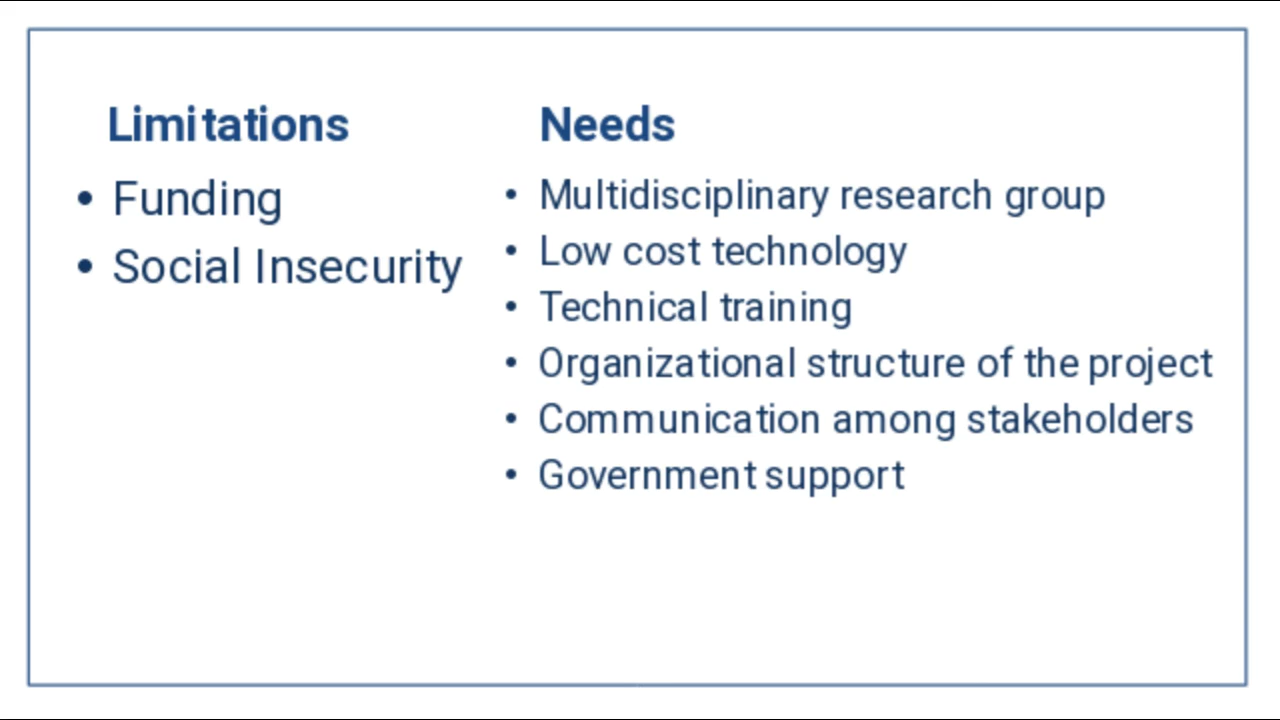 Limitations
• Funding
• Social Insecurity
Needs
• Multidisciplinary research group
• Low cost technology
• Technical training
• Organizational structure of the project
• Communication among stakeholders
• Government support